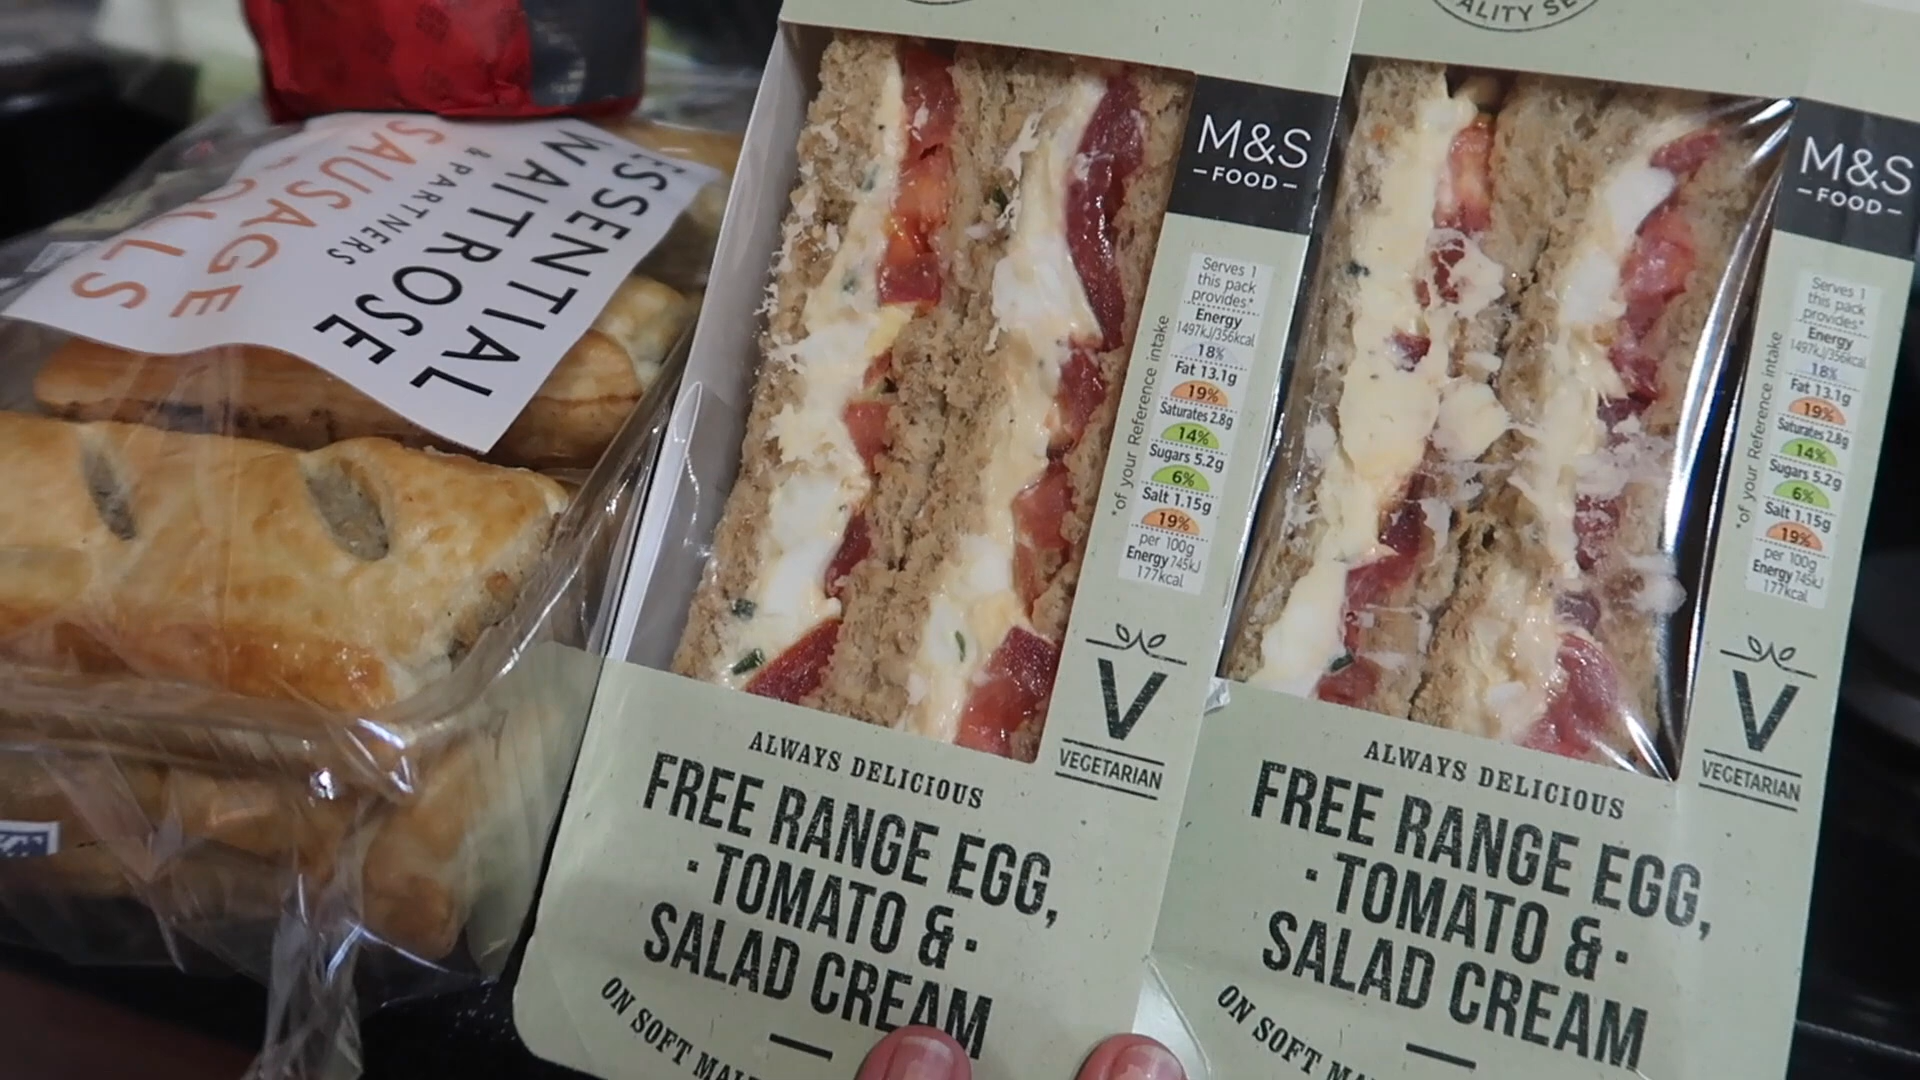 ESSENTIAL
WAITROSE
& PARTNERS
SAUSAGE
ROLLS
M&S
FOOD
Serves 1
this pack
provides*
Energy
1497kJ/356kcal
18%
Fat 13.1g
19%
Saturates 2.8g
14%
Sugars 5.2g
6%
Salt 1.15g
19%
per 100g
Energy 745kJ
177kcal
*of your Reference intake
V
VEGETARIAN
ALWAYS DELICIOUS
FREE RANGE EGG,
· TOMATO & ·
SALAD CREAM
ON SOFT
ALITY SE
M&S
FOOD
Serves 1
this pack
provides*
Energy
1497kJ/356kcal
18%
Fat 13.1g
19%
Saturates 2.8g
14%
Sugars 5.2g
6%
Salt 1.15g
19%
per 100g
Energy 745kJ
177kcal
*of your Reference intake
V
VEGETARIAN
ALWAYS DELICIOUS
FREE RANGE EGG,
· TOMATO & ·
SALAD CREAM
ON SOFT